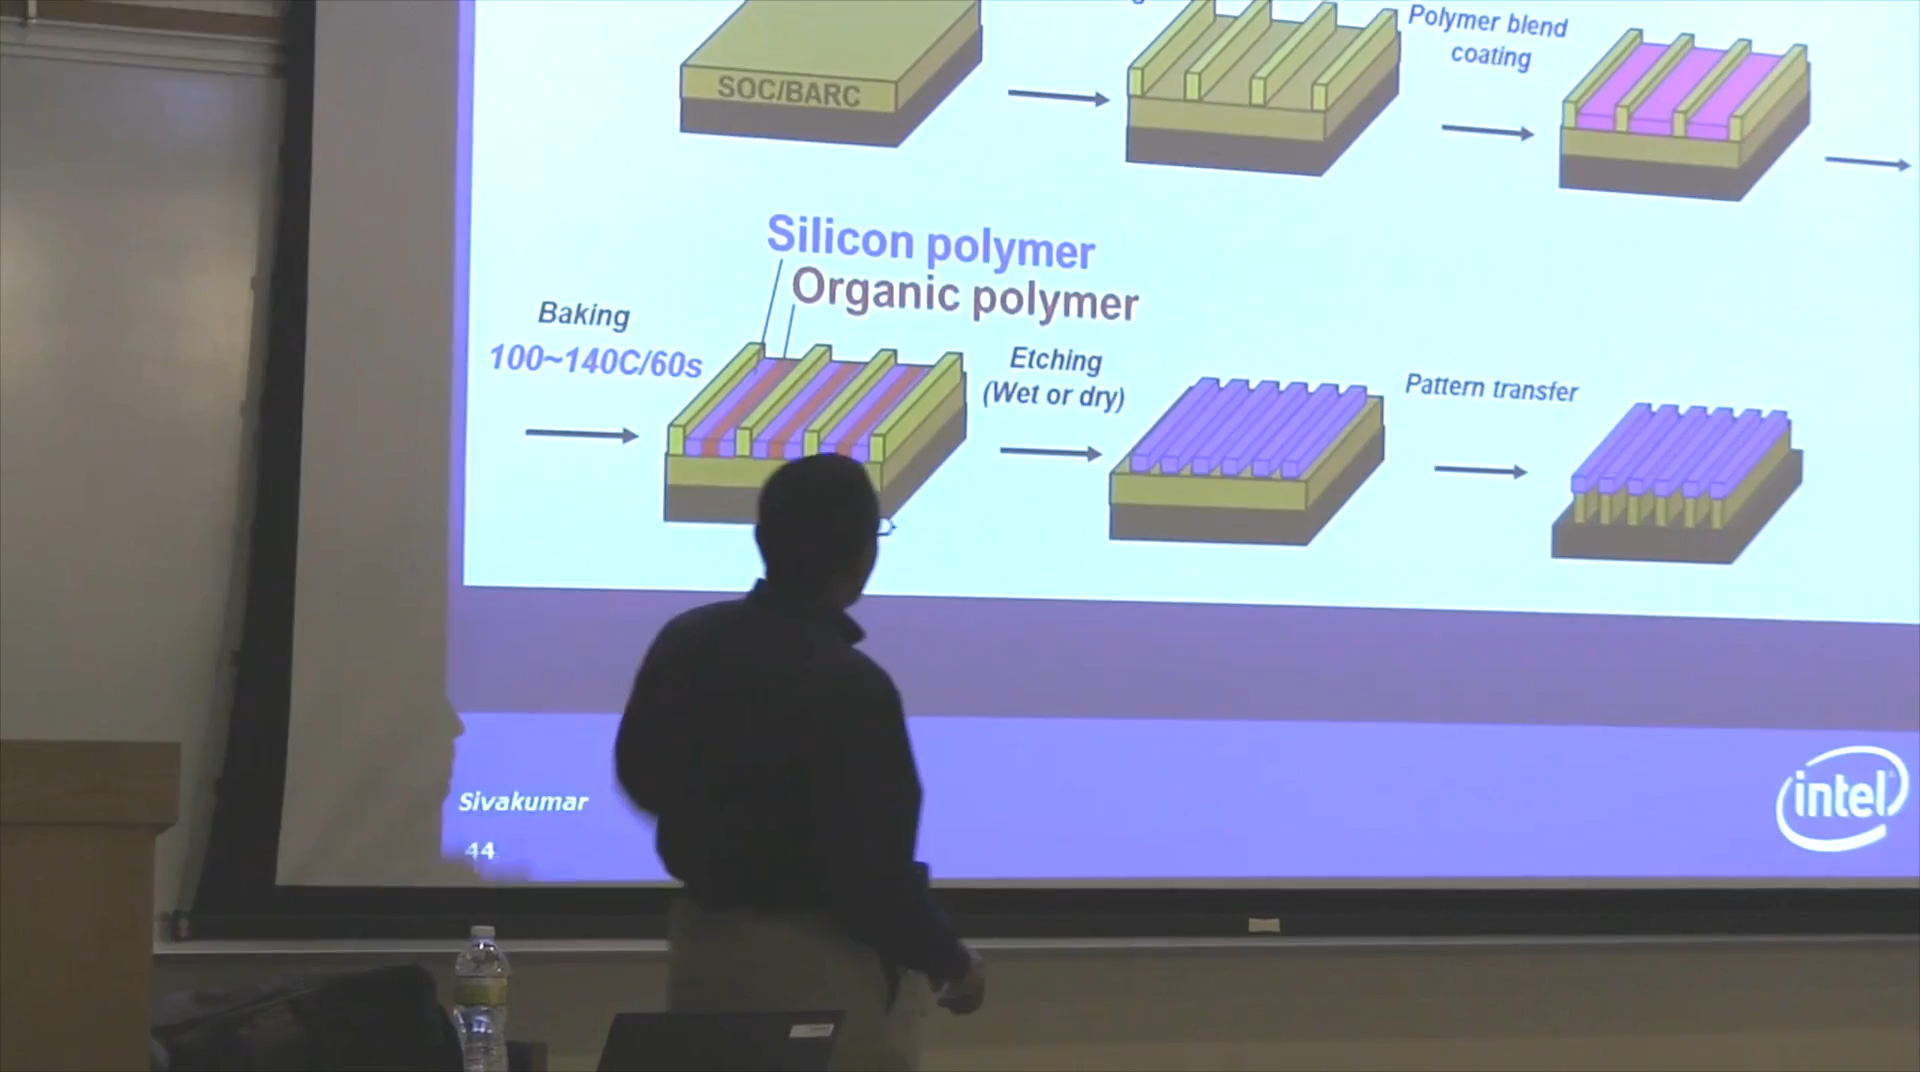 Polymer blend
coating
SOC/BARC
Silicon polymer
Organic polymer
Baking
100~140C/60s
Etching
(Wet or dry)
Pattern transfer
Sivakumar
44
intel